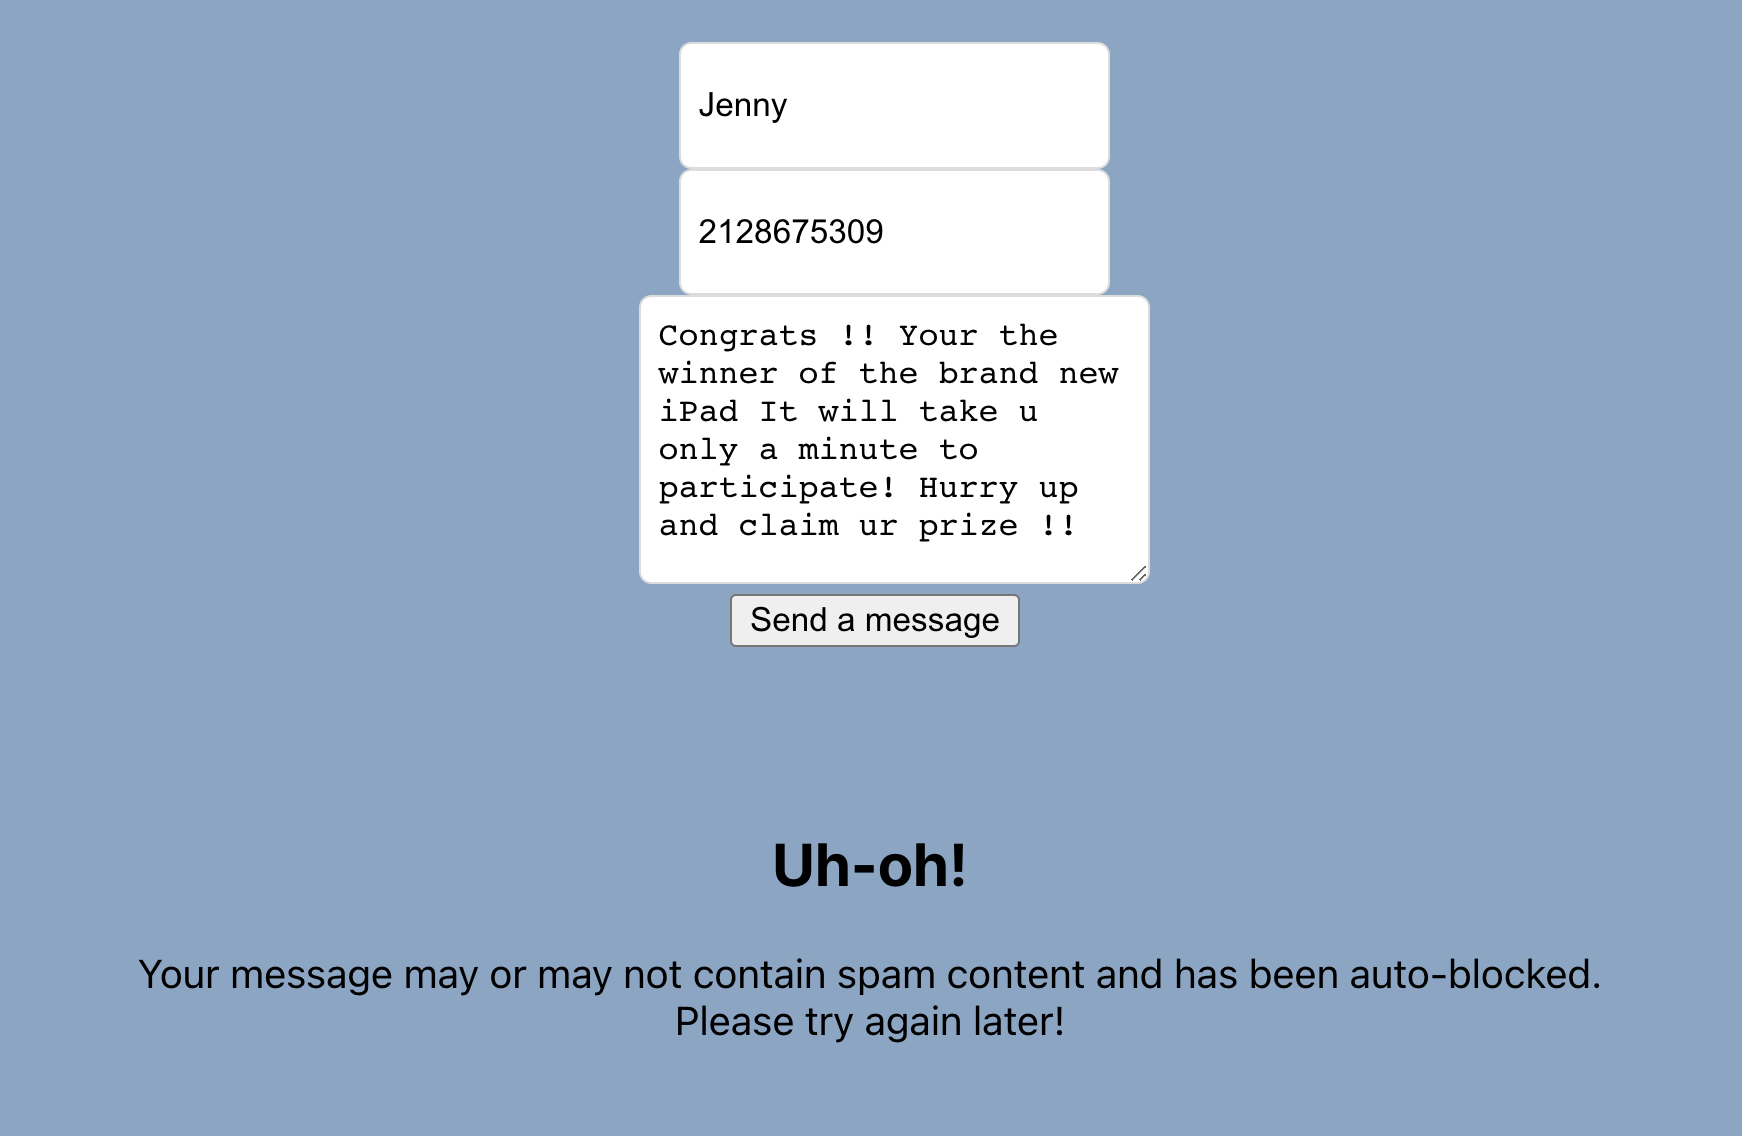 Jenny
2128675309
Congrats !! Your the
winner of the brand new
iPad It will take u
only a minute to
participate! Hurry up
and claim ur prize !!
Send a message
Uh-oh!
Your message may or may not contain spam content and has been auto-blocked.
Please try again later!